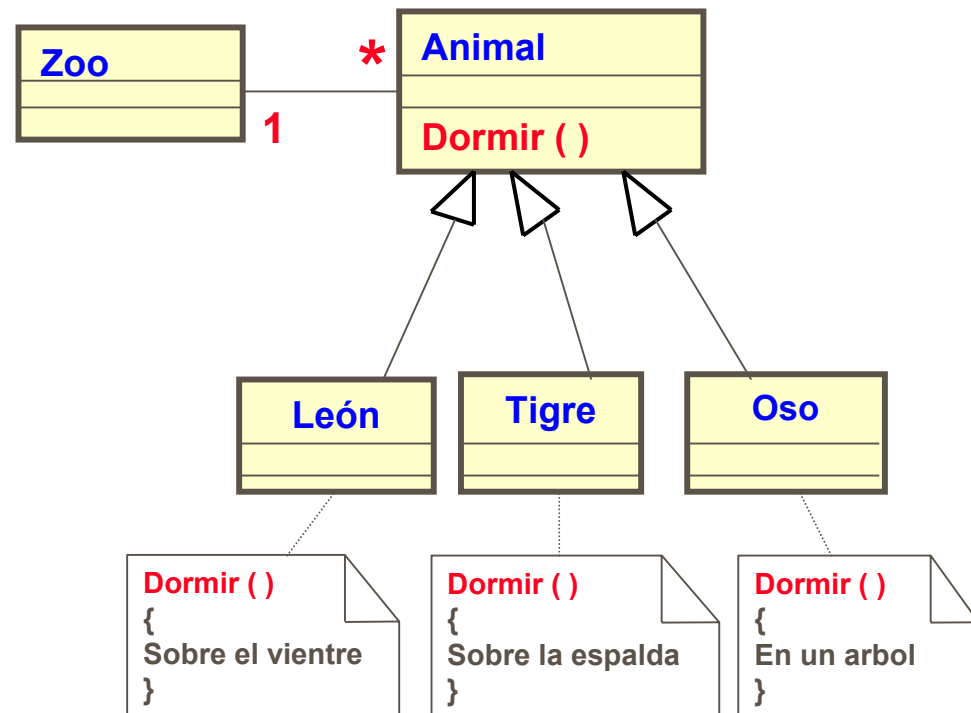 Zoo
*
Animal
1
Dormir ( )
León
Tigre
Oso
Dormir ( )
{
Sobre el vientre
}
Dormir ( )
{
Sobre la espalda
}
Dormir ( )
{
En un arbol
}